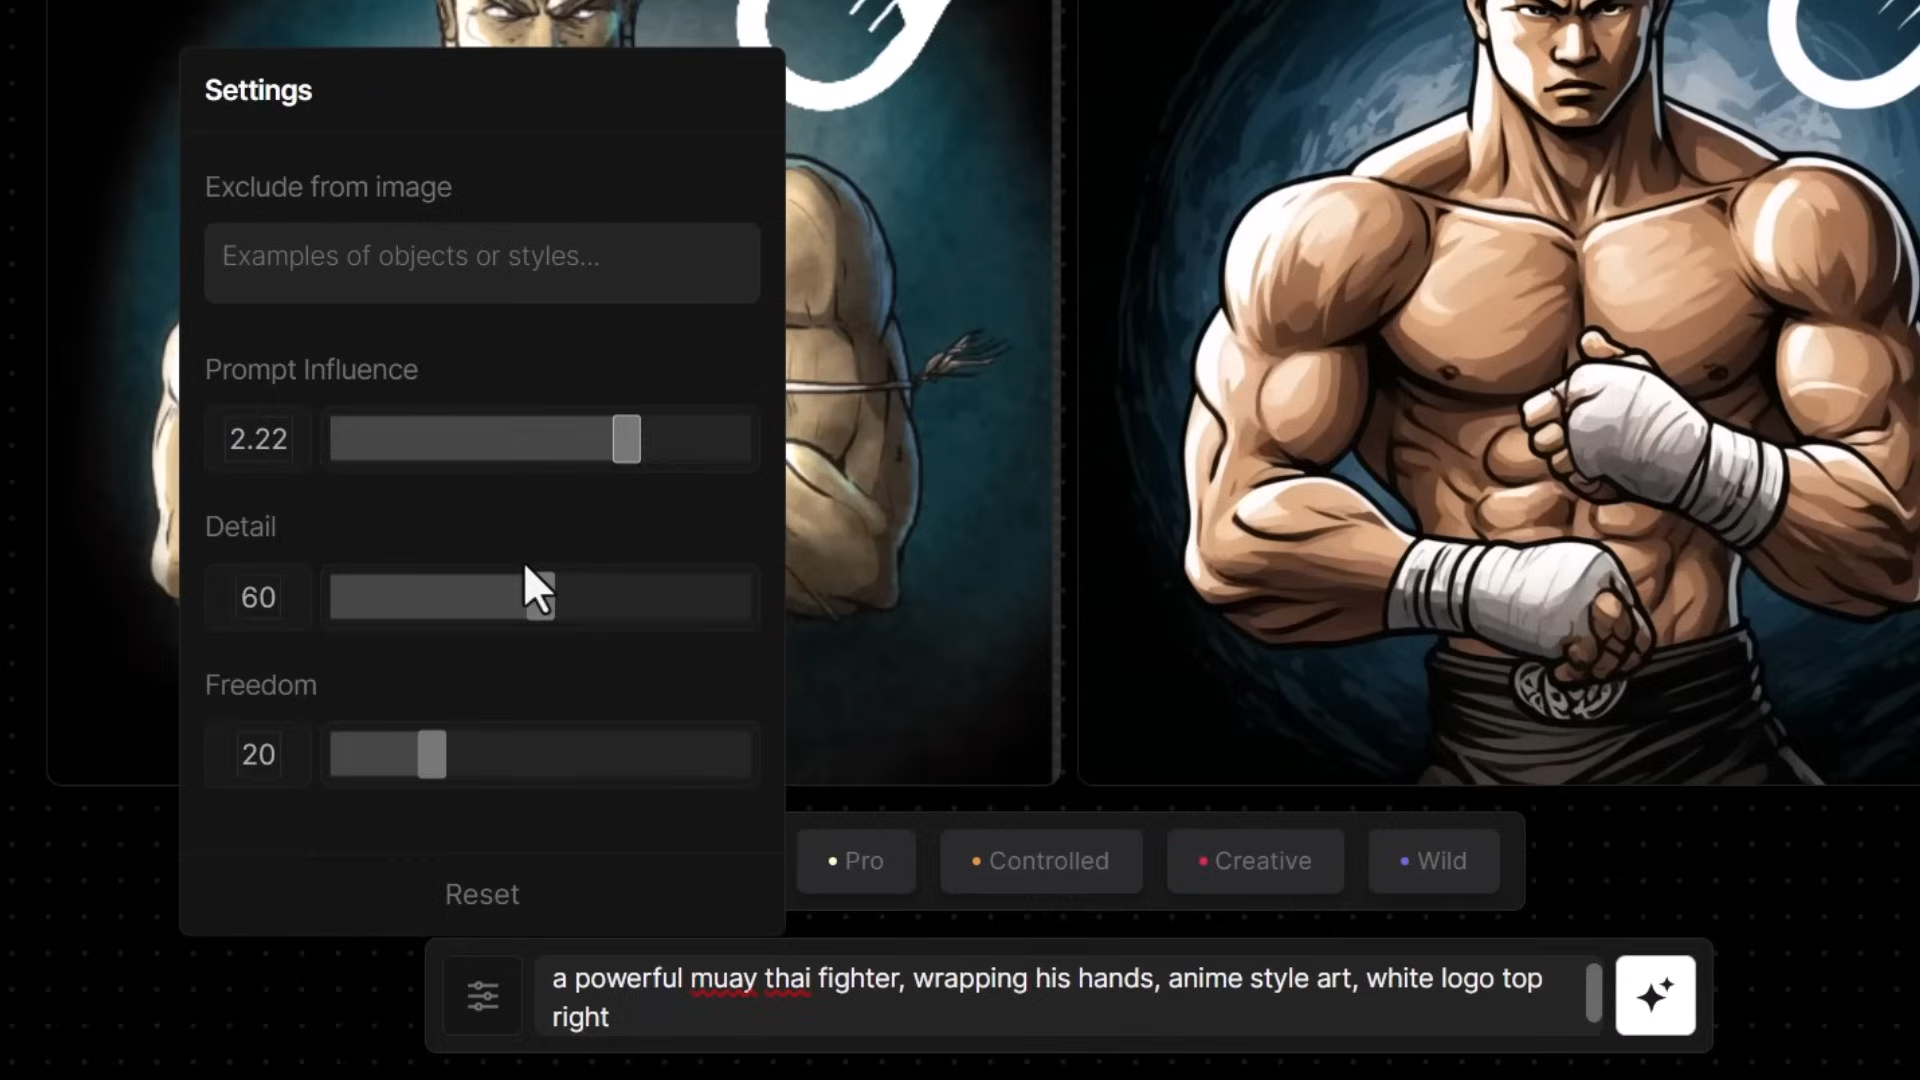 Settings
Exclude from image
Examples of objects or styles...
Prompt Influence
2.22
Detail
60
Freedom
20
Reset
Pro
Controlled
Creative
Wild
a powerful muay thai fighter, wrapping his hands, anime style art, white logo top
right